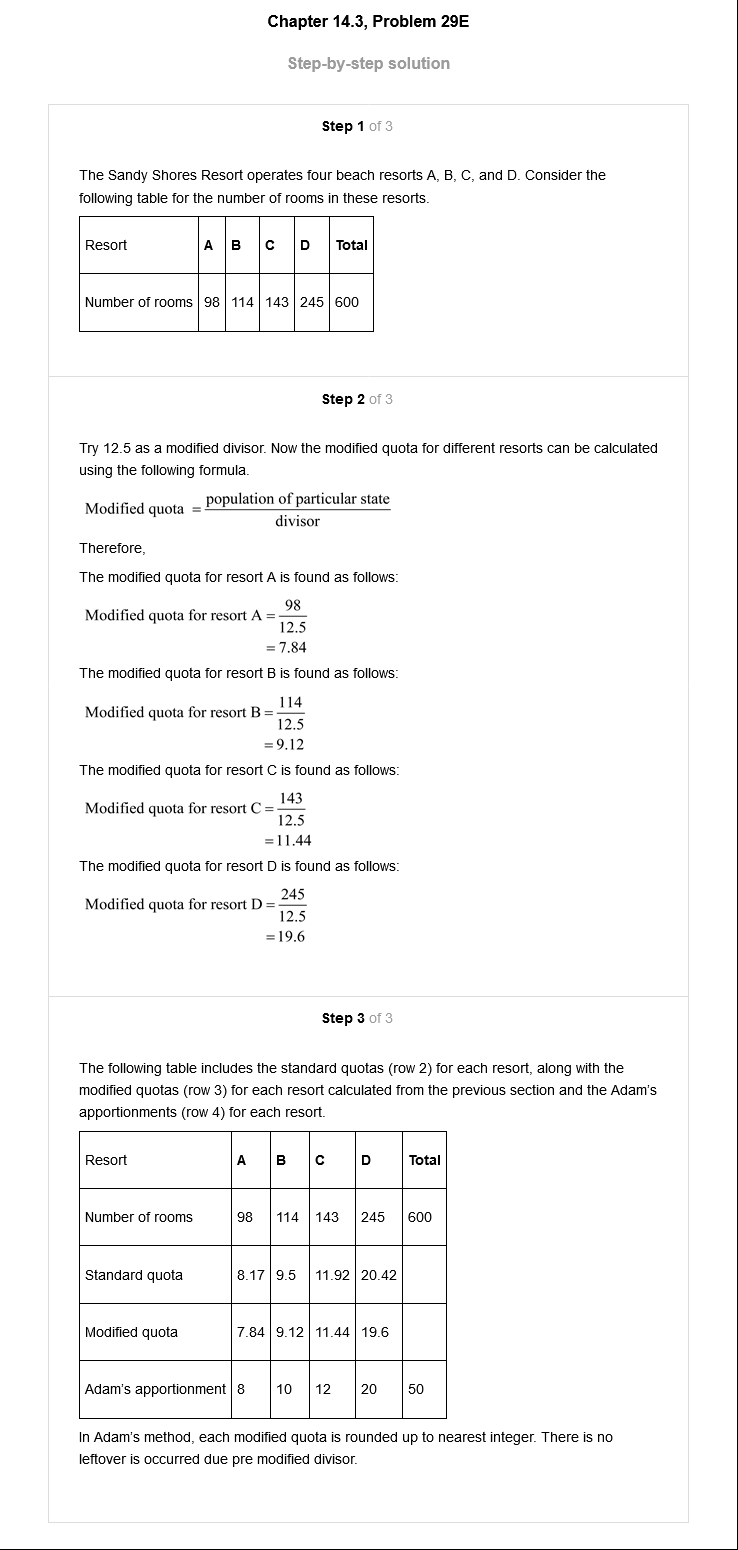 Chapter 14.3, Problem 29E
Step-by-step solution
Step 1 of 3
The Sandy Shores Resort operates four beach resorts A, B, C, and D. Consider the
following table for the number of rooms in these resorts.
Resort A B C D Total
Number of rooms 98 114 143 245 600
Step 2 of 3
Try 12.5 as a modified divisor. Now the modified quota for different resorts can be calculated
using the following formula.
Modified quota = population of particular state / divisor
Therefore,
The modified quota for resort A is found as follows:
Modified quota for resort A = 98 / 12.5
= 7.84
The modified quota for resort B is found as follows:
Modified quota for resort B = 114 / 12.5
= 9.12
The modified quota for resort C is found as follows:
Modified quota for resort C = 143 / 12.5
= 11.44
The modified quota for resort D is found as follows:
Modified quota for resort D = 245 / 12.5
= 19.6
Step 3 of 3
The following table includes the standard quotas (row 2) for each resort, along with the
modified quotas (row 3) for each resort calculated from the previous section and the Adam's
apportionments (row 4) for each resort.
Resort A B C D Total
Number of rooms 98 114 143 245 600
Standard quota 8.17 9.5 11.92 20.42
Modified quota 7.84 9.12 11.44 19.6
Adam's apportionment 8 10 12 20 50
In Adam's method, each modified quota is rounded up to nearest integer. There is no
leftover is occurred due pre modified divisor.